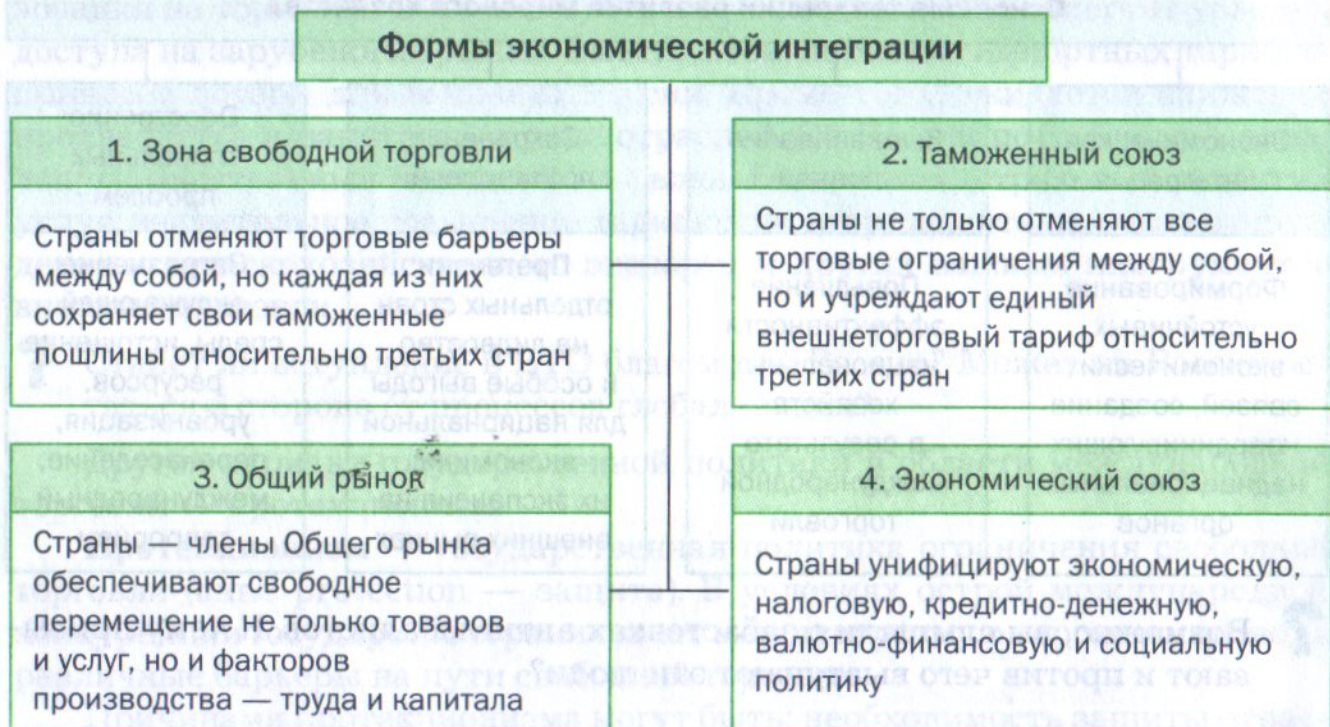 Формы экономической интеграции
1. Зона свободной торговли
Страны отменяют торговые барьеры
между собой, но каждая из них
сохраняет свои таможенные
пошлины относительно третьих стран
2. Таможенный союз
Страны не только отменяют все
торговые ограничения между собой,
но и учреждают единый
внешнеторговый тариф относительно
третьих стран
3. Общий рынок
Страны — члены Общего рынка
обеспечивают свободное
перемещение не только товаров
и услуг, но и факторов
производства — труда и капитала
4. Экономический союз
Страны унифицируют экономическую,
налоговую, кредитно-денежную,
валютно-финансовую и социальную
политику